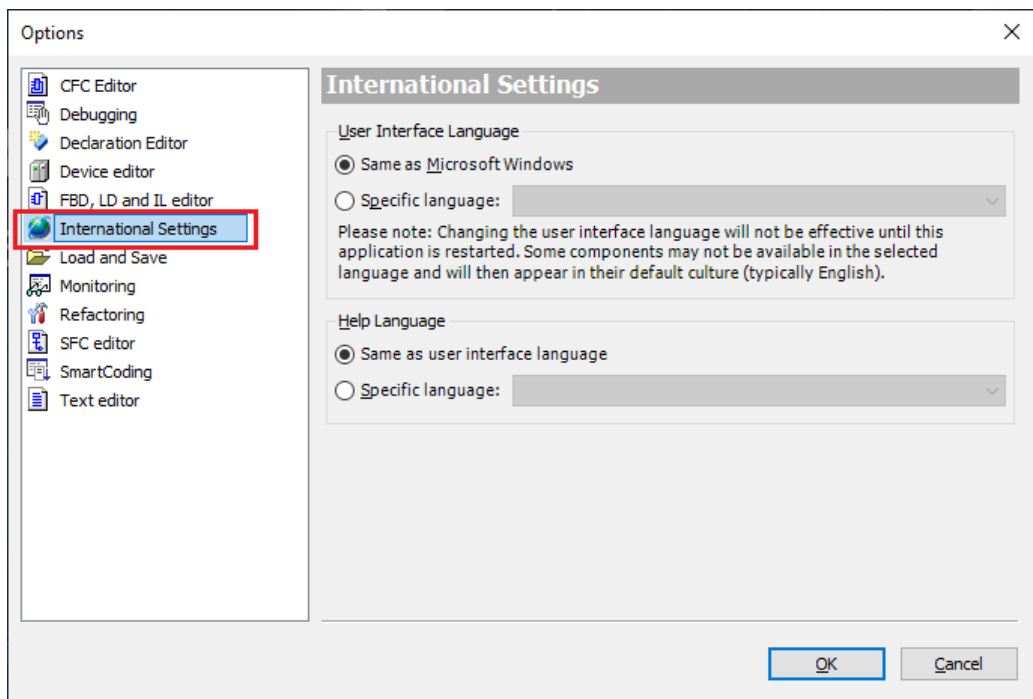 Options
CFC Editor
Debugging
Declaration Editor
Device editor
FBD, LD and IL editor
International Settings
Load and Save
Monitoring
Refactoring
SFC editor
SmartCoding
Text editor
International Settings
User Interface Language
Same as Microsoft Windows
Specific language:
Please note: Changing the user interface language will not be effective until this
application is restarted. Some components may not be available in the selected
language and will then appear in their default culture (typically English).
Help Language
Same as user interface language
Specific language:
OK
Cancel